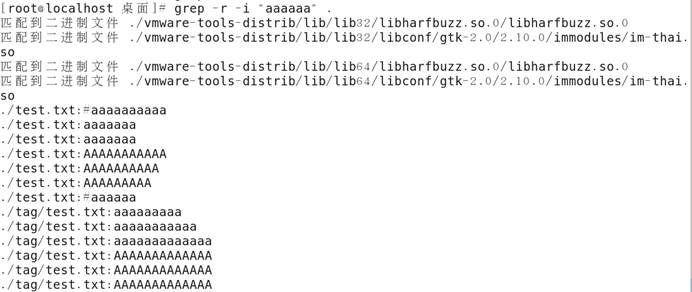 [root@localhost 桌面]# grep -r -i "aaaaaa" .
匹配到二进制文件 ./vmware-tools-distrib/lib/lib32/libharfbuzz.so.0/libharfbuzz.so.0
匹配到二进制文件 ./vmware-tools-distrib/lib/lib32/libconf/gtk-2.0/2.10.0/immodules/im-thai.
so
匹配到二进制文件 ./vmware-tools-distrib/lib/lib64/libharfbuzz.so.0/libharfbuzz.so.0
匹配到二进制文件 ./vmware-tools-distrib/lib/lib64/libconf/gtk-2.0/2.10.0/immodules/im-thai.
so
./test.txt:#aaaaaaaaaa
./test.txt:aaaaaaa
./test.txt:aaaaaaa
./test.txt:AAAAAAAAAAA
./test.txt:AAAAAAAAAA
./test.txt:AAAAAAAAA
./test.txt:#aaaaaa
./tag/test.txt:aaaaaaaaa
./tag/test.txt:aaaaaaaaaaa
./tag/test.txt:aaaaaaaaaaaaa
./tag/test.txt:AAAAAAAAAAAAA
./tag/test.txt:AAAAAAAAAAAAA
./tag/test.txt:AAAAAAAAAAAAA